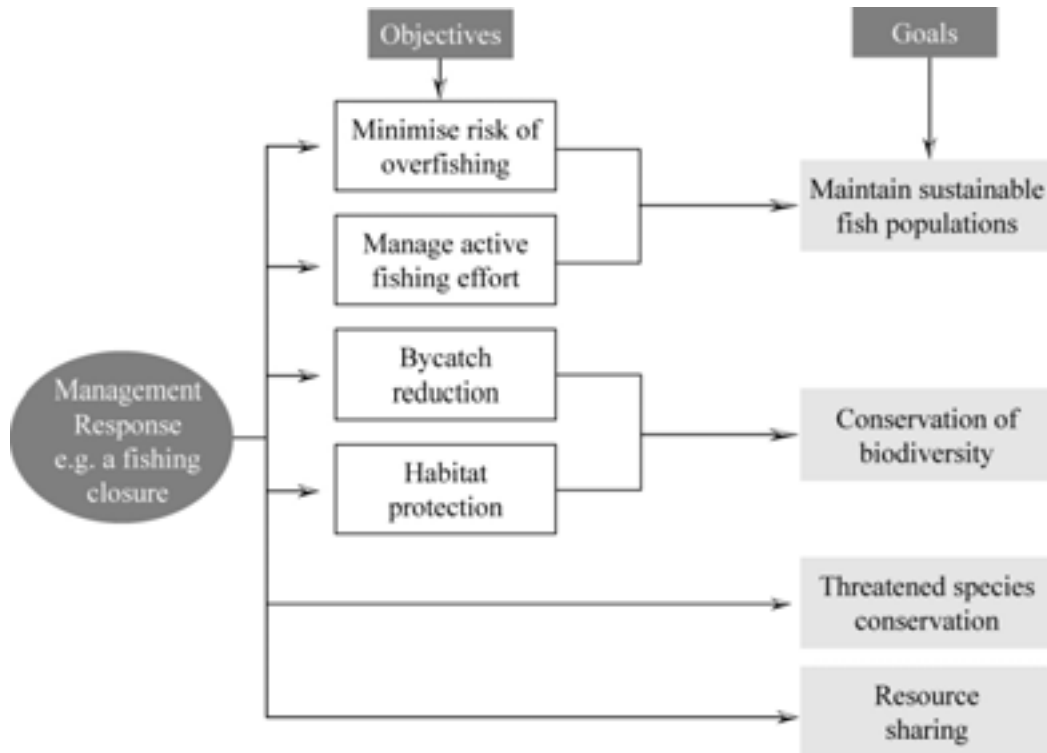 Objectives
Goals
Minimise risk of
overfishing
Maintain sustainable
fish populations
Manage active
fishing effort
Bycatch
reduction
Management
Response
e.g. a fishing
closure
Conservation of
biodiversity
Habitat
protection
Threatened species
conservation
Resource
sharing